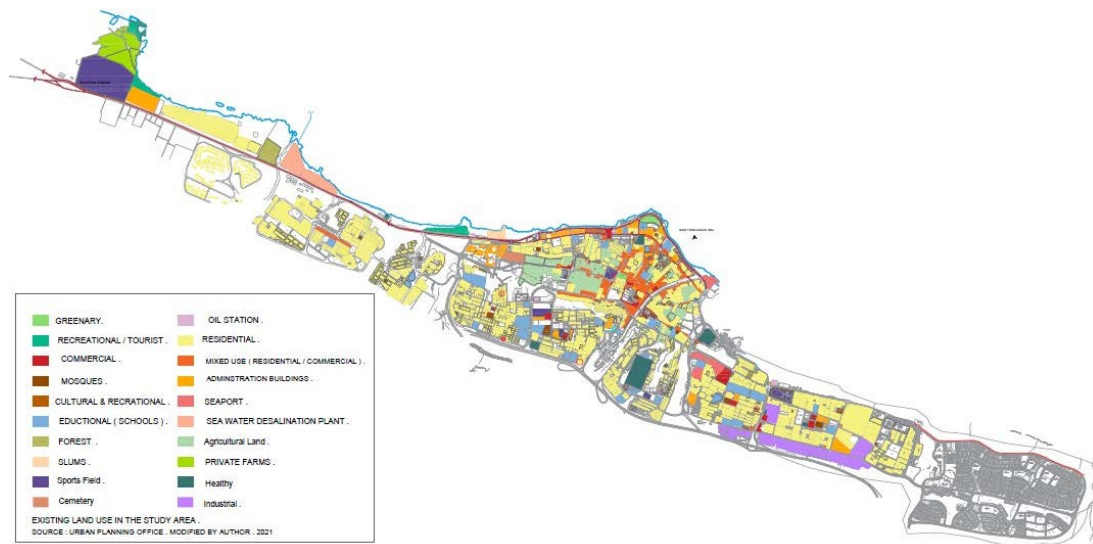 GREENARY.
OIL STATION .
RECREATIONAL / TOURIST .
RESIDENTIAL .
COMMERCIAL .
MIXED USE ( RESIDENTIAL / COMMERCIAL ) .
MOSQUES .
ADMINSTRATION BUILDINGS .
CULTURAL & RECREATIONAL .
SEAPORT .
EDUCTIONAL ( SCHOOLS ) .
SEA WATER DESALINATION PLANT .
FOREST .
Agricultural Land .
SLUMS .
PRIVATE FARMS .
Sports Field .
Healthy
Cemetery
Industrial .
EXISTING LAND USE IN THE STUDY AREA .
SOURCE : URBAN PLANNING OFFICE . MODIFIED BY AUTHOR . 2021